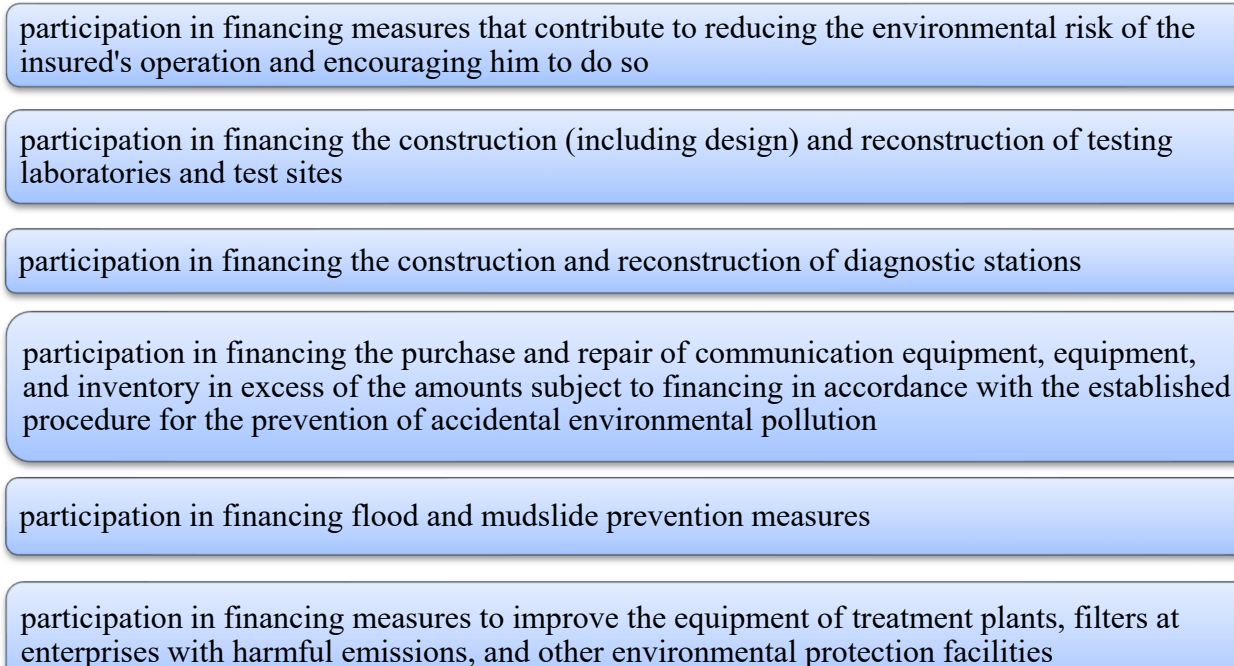 participation in financing measures that contribute to reducing the environmental risk of the
insured's operation and encouraging him to do so
participation in financing the construction (including design) and reconstruction of testing
laboratories and test sites
participation in financing the construction and reconstruction of diagnostic stations
participation in financing the purchase and repair of communication equipment, equipment,
and inventory in excess of the amounts subject to financing in accordance with the established
procedure for the prevention of accidental environmental pollution
participation in financing flood and mudslide prevention measures
participation in financing measures to improve the equipment of treatment plants, filters at
enterprises with harmful emissions, and other environmental protection facilities